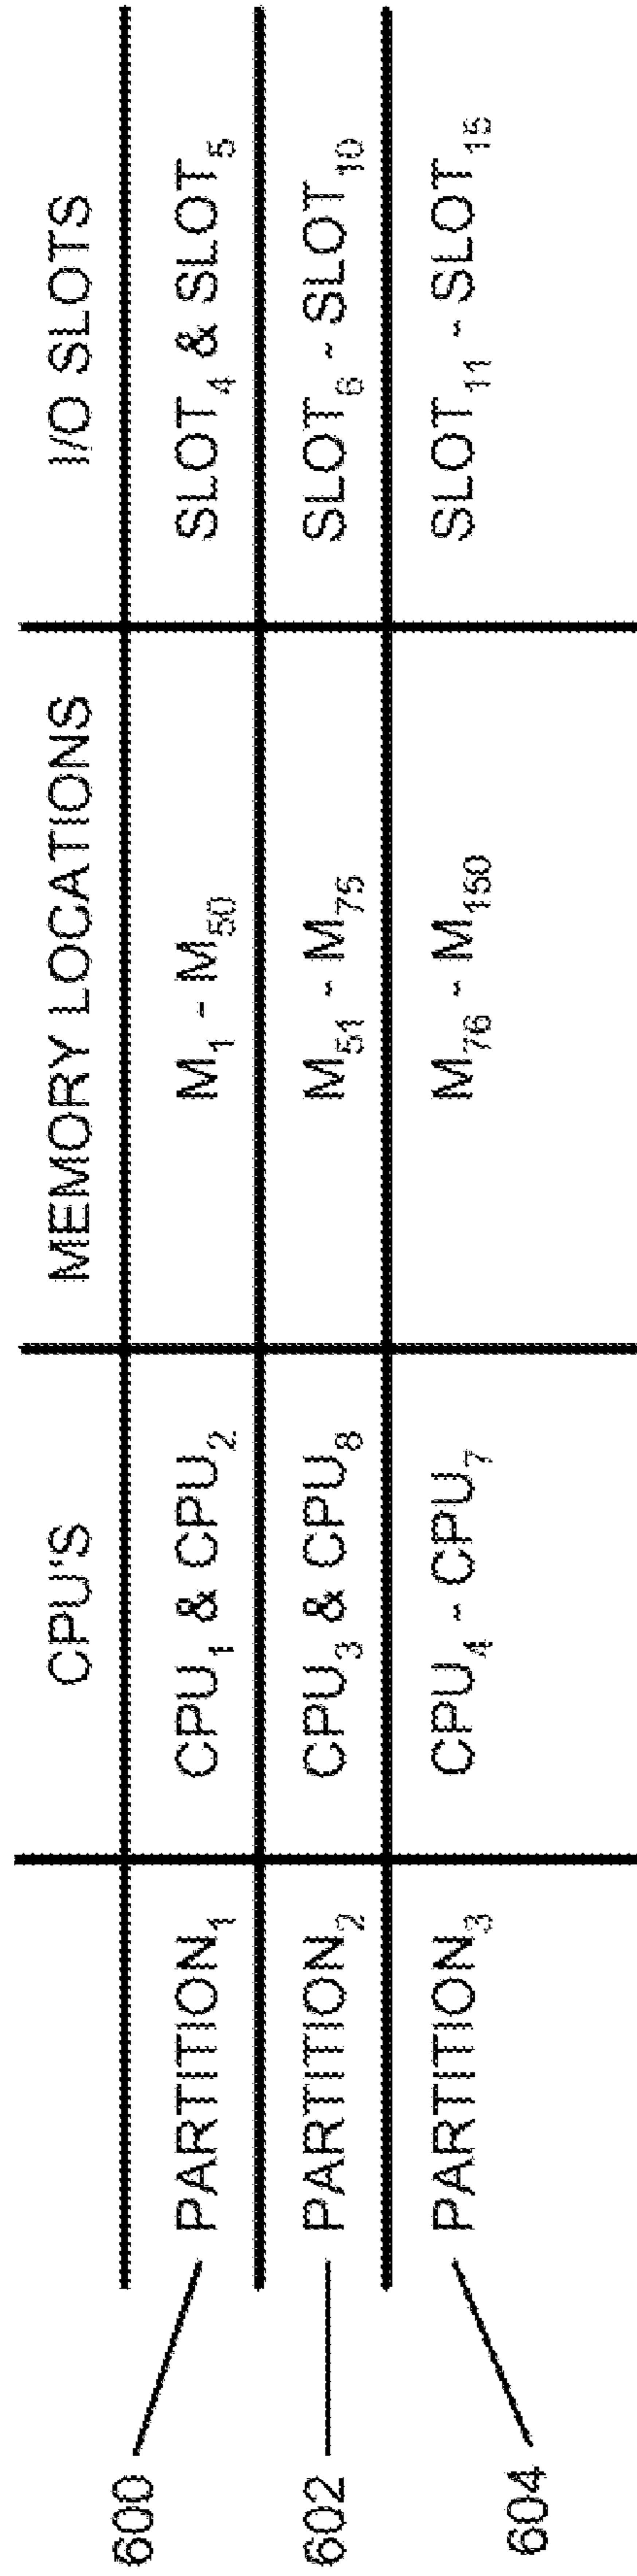 CPU'S MEMORY LOCATIONS I/O SLOTS
600 PARTITION₁ CPU₁ & CPU₂ M₁ - M₅₀ SLOT₄ & SLOT₅
602 PARTITION₂ CPU₃ & CPU₈ M₅₁ - M₇₅ SLOT₆ - SLOT₁₀
604 PARTITION₃ CPU₄ - CPU₇ M₇₆ - M₁₅₀ SLOT₁₁ - SLOT₁₅